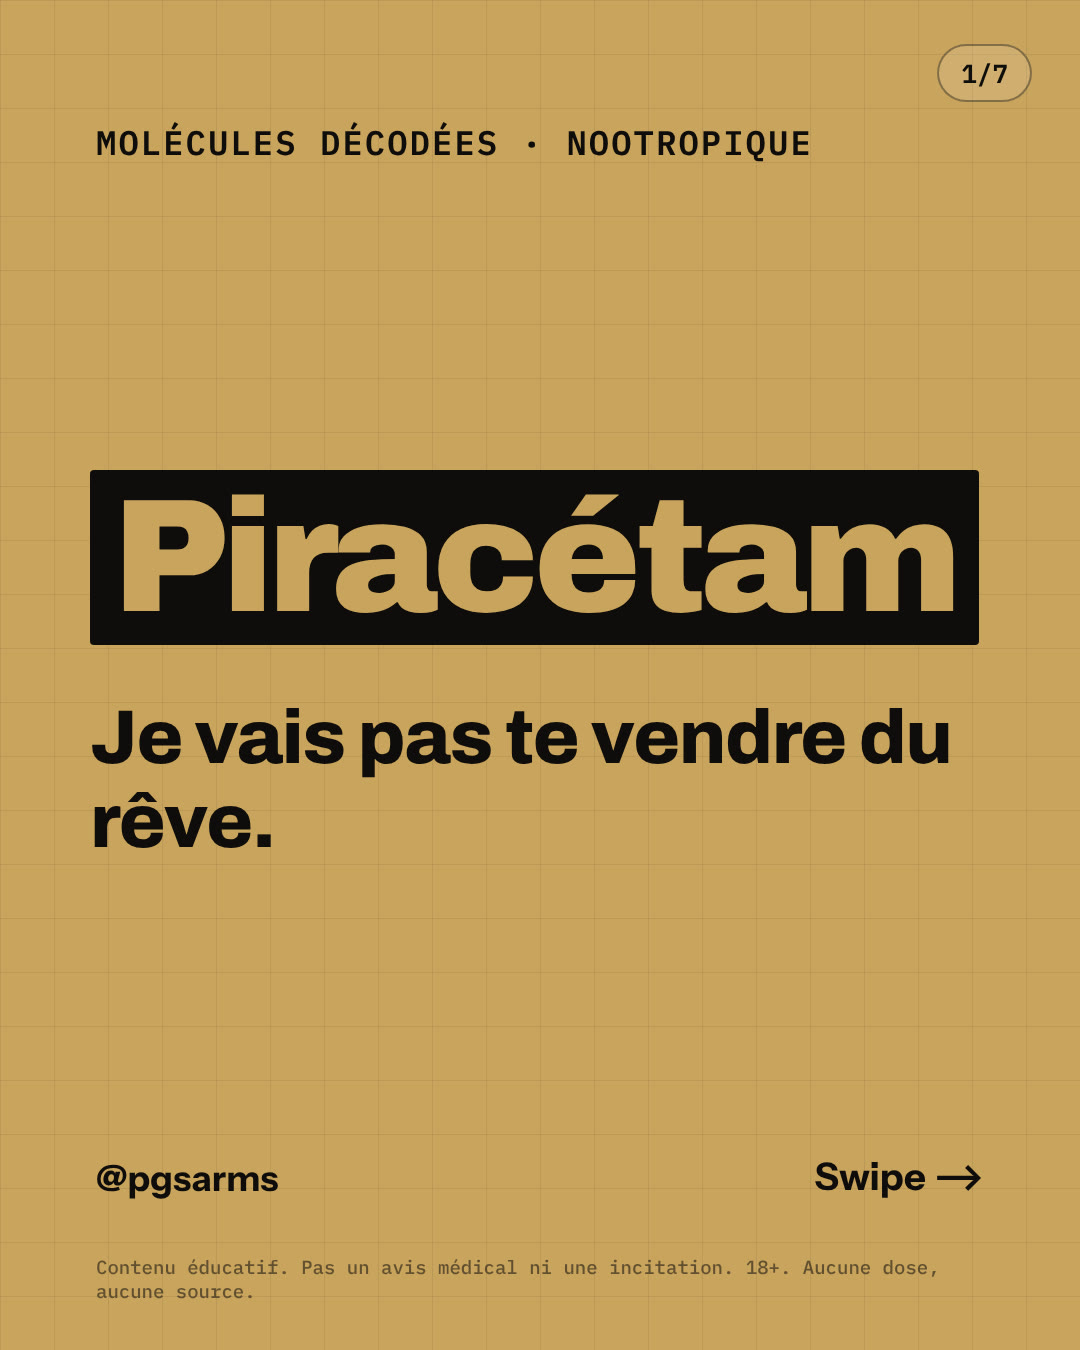 1/7
MOLÉCULES DÉCODÉES · NOOTROPIQUE
Piracétam
Je vais pas te vendre du
rêve.
@pgsarms
Swipe →
Contenu éducatif. Pas un avis médical ni une incitation. 18+. Aucune dose,
aucune source.